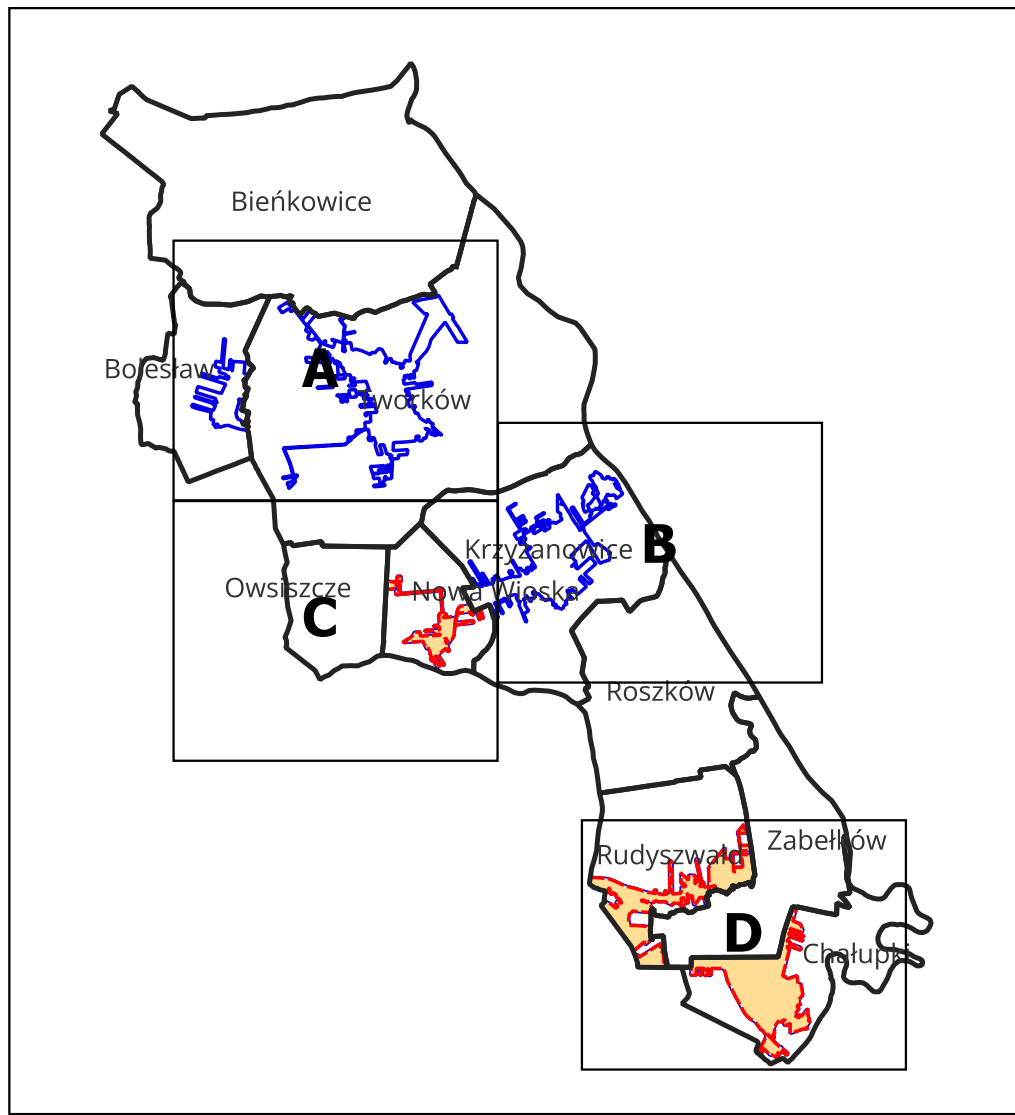 Bieńkowice
Bolesław
A
Tworków
Krzyżanowice
B
Owsiszcze
Nowa Wioska
C
Roszków
Zabełków
Rudyszwałd
D
Chałupki